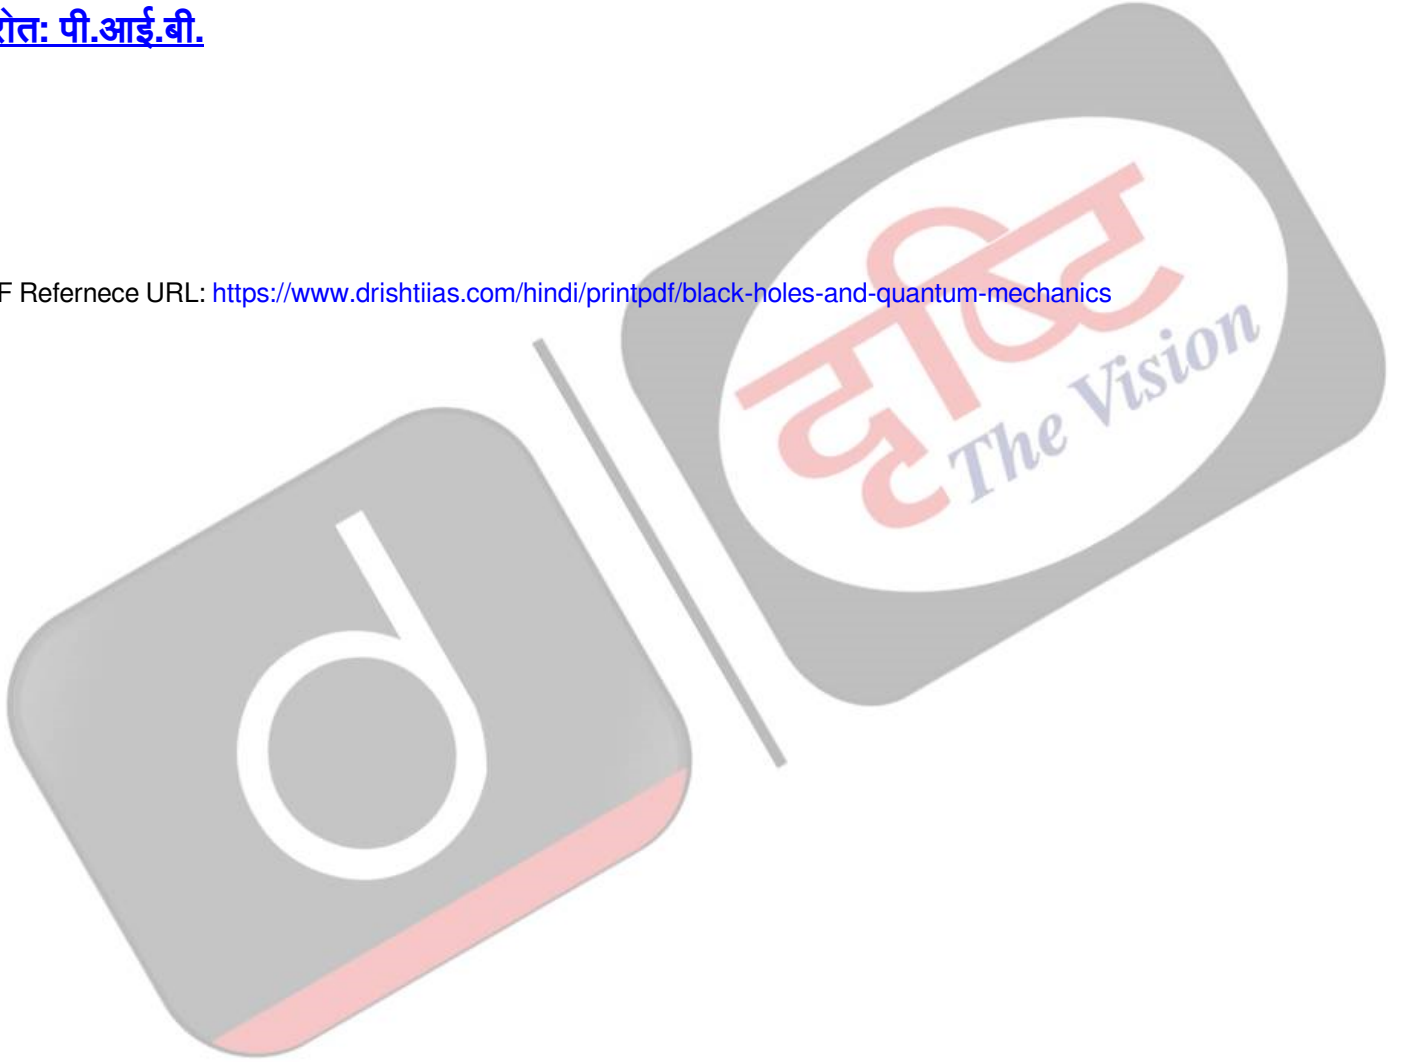 रोत: पी.आई.बी.
F Refernece URL: https://www.drishtiias.com/hindi/printpdf/black-holes-and-quantum-mechanics
दृष्टि
The Vision
d